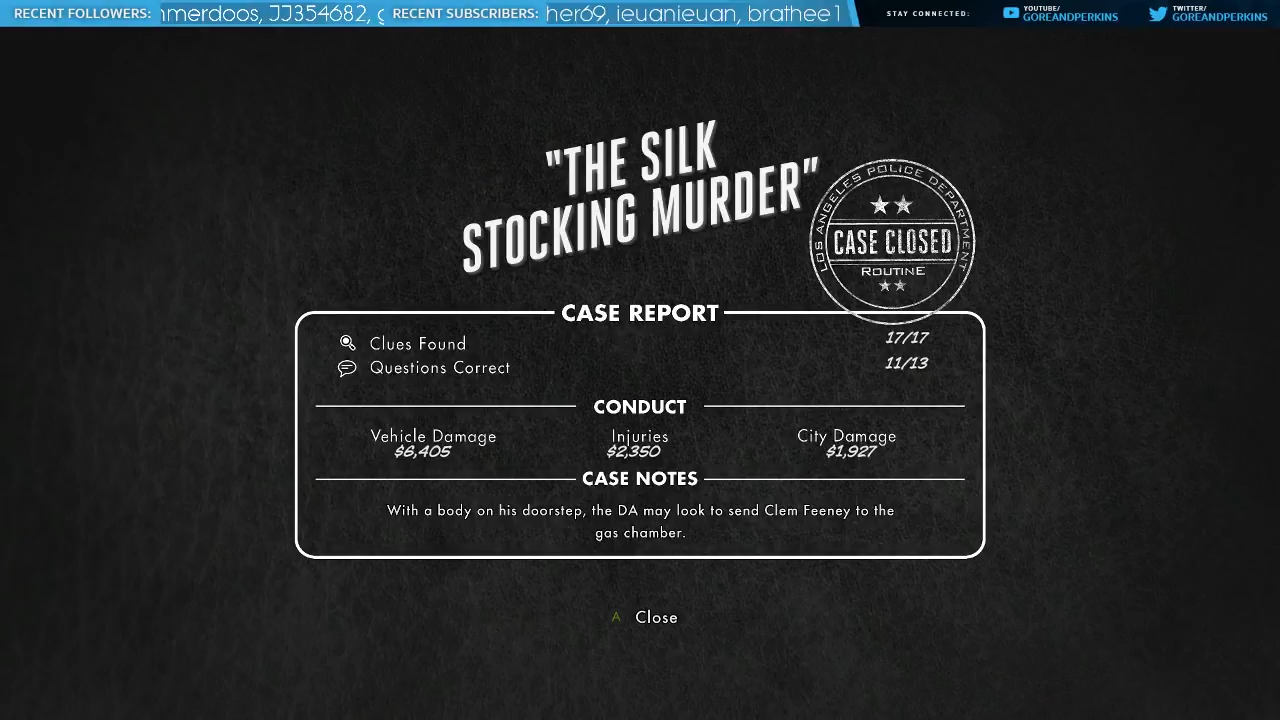 RECENT FOLLOWERS: JJ354682, RECENT SUBSCRIBERS: her69, ieuanieuan, brathee1 STAY CONNECTED: YOUTUBE/ GOREANDPERKINS TWITTER/ GOREANDPERKINS
"THE SILK
STOCKING MURDER"
LOS ANGELES POLICE DEPARTMENT
CASE CLOSED
ROUTINE
CASE REPORT
Clues Found 17/17
Questions Correct 11/13
CONDUCT
Vehicle Damage Injuries City Damage
$6,405 $2,350 $1,927
CASE NOTES
With a body on his doorstep, the DA may look to send Clem Feeney to the
gas chamber.
A Close